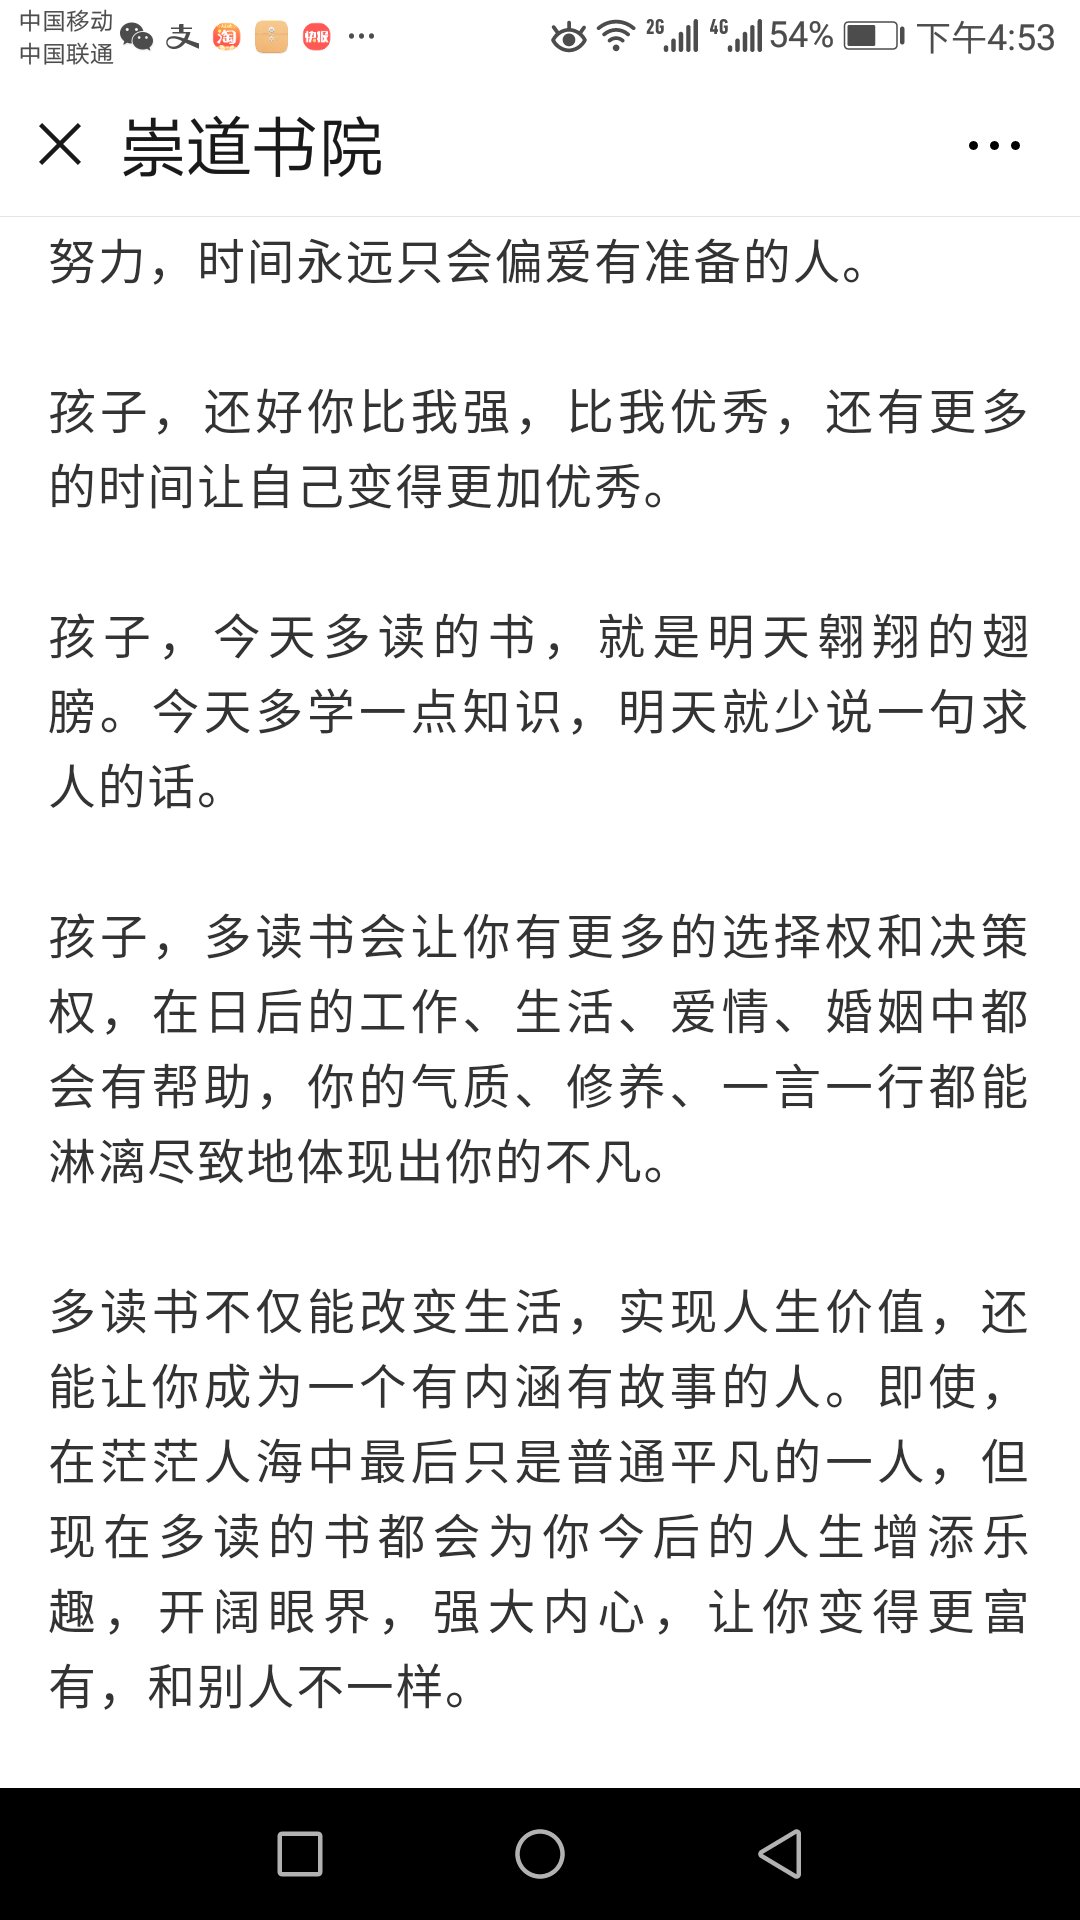 中国移动
中国联通
支 淘 快报 ··· 2G 4G 54% 下午4:53
崇道书院
努力，时间永远只会偏爱有准备的人。
孩子，还好你比我强，比我优秀，还有更多
的时间让自己变得更加优秀。
孩子，今天多读的书，就是明天翱翔的翅
膀。今天多学一点知识，明天就少说一句求
人的话。
孩子，多读书会让你有更多的选择权和决策
权，在日后的工作、生活、爱情、婚姻中都
会有帮助，你的气质、修养、一言一行都能
淋漓尽致地体现出你的不凡。
多读书不仅能改变生活，实现人生价值，还
能让你成为一个有内涵有故事的人。即使，
在茫茫人海中最后只是普通平凡的一人，但
现在多读的书都会为你今后的人生增添乐
趣，开阔眼界，强大内心，让你变得更富
有，和别人不一样。